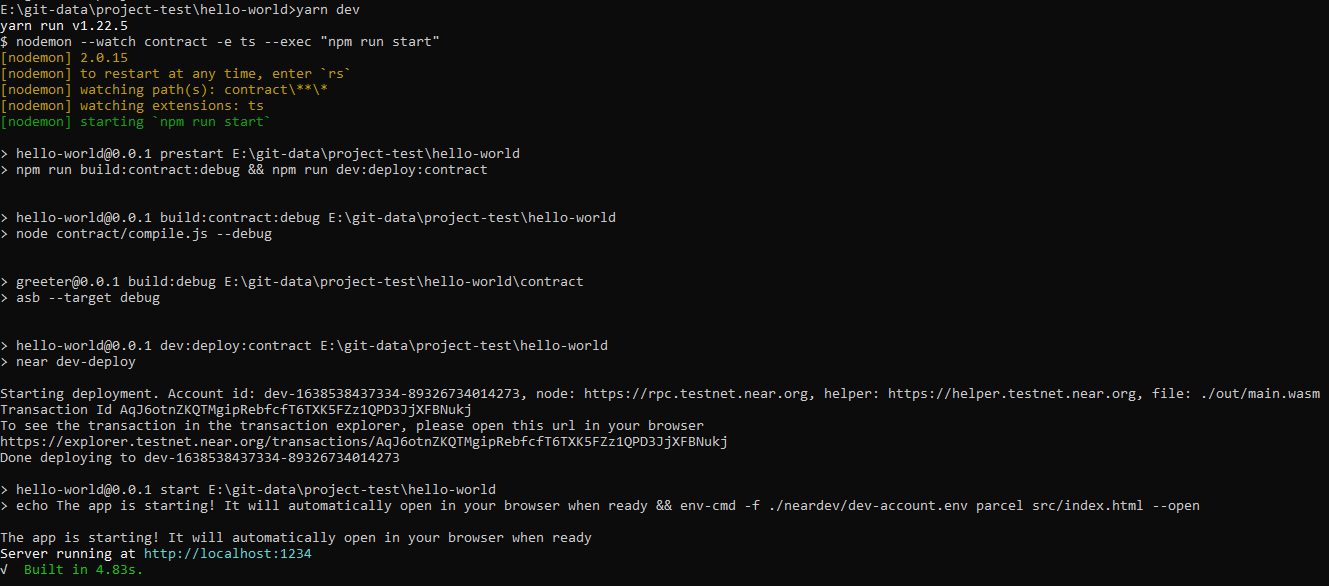 E:\git-data\project-test\hello-world>yarn dev
yarn run v1.22.5
$ nodemon --watch contract -e ts --exec "npm run start"
[nodemon] 2.0.15
[nodemon] to restart at any time, enter `rs`
[nodemon] watching path(s): contract\**\*
[nodemon] watching extensions: ts
[nodemon] starting `npm run start`
> hello-world@0.0.1 prestart E:\git-data\project-test\hello-world
> npm run build:contract:debug && npm run dev:deploy:contract
> hello-world@0.0.1 build:contract:debug E:\git-data\project-test\hello-world
> node contract/compile.js --debug
> greeter@0.0.1 build:debug E:\git-data\project-test\hello-world\contract
> asb --target debug
> hello-world@0.0.1 dev:deploy:contract E:\git-data\project-test\hello-world
> near dev-deploy
Starting deployment. Account id: dev-1638538437334-89326734014273, node: https://rpc.testnet.near.org, helper: https://helper.testnet.near.org, file: ./out/main.wasm
Transaction Id AqJ6otnZKQTMgipRebfcfT6TXK5FZz1QPD3JjXFBNukj
To see the transaction in the transaction explorer, please open this url in your browser
https://explorer.testnet.near.org/transactions/AqJ6otnZKQTMgipRebfcfT6TXK5FZz1QPD3JjXFBNukj
Done deploying to dev-1638538437334-89326734014273
> hello-world@0.0.1 start E:\git-data\project-test\hello-world
> echo The app is starting! It will automatically open in your browser when ready && env-cmd -f ./neardev/dev-account.env parcel src/index.html --open
The app is starting! It will automatically open in your browser when ready
Server running at http://localhost:1234
√  Built in 4.83s.